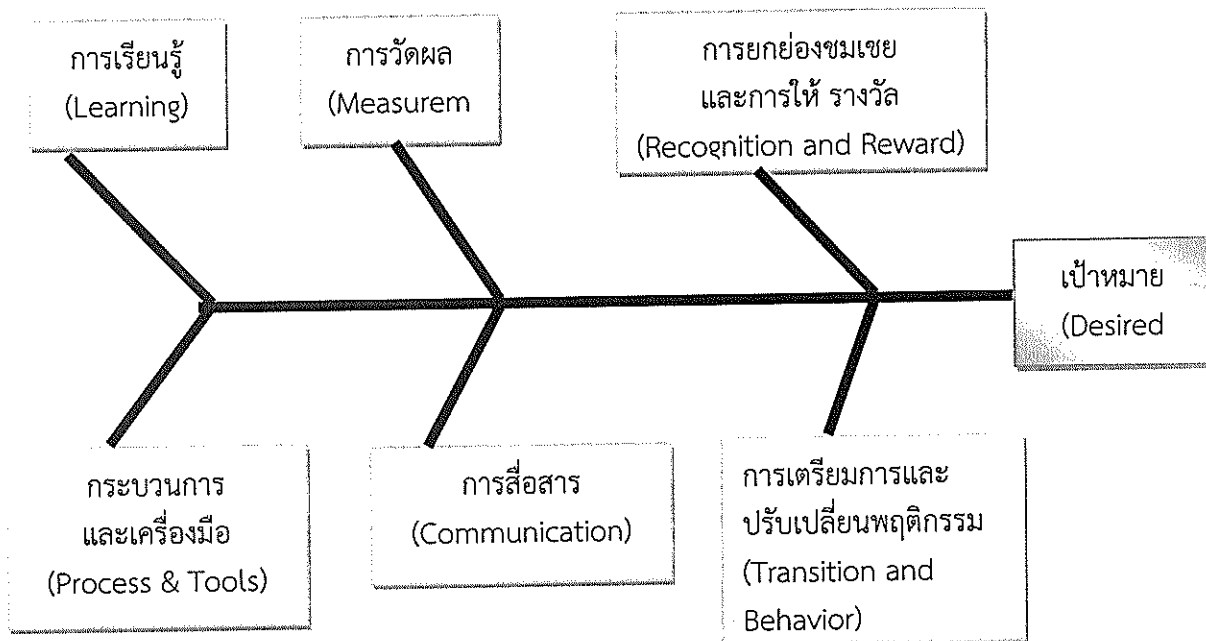 การเรียนรู้
(Learning)
การวัดผล
(Measurem
การยกย่องชมเชย
และการให้ รางวัล
(Recognition and Reward)
เป้าหมาย
(Desired
กระบวนการ
และเครื่องมือ
(Process & Tools)
การสื่อสาร
(Communication)
การเตรียมการและ
ปรับเปลี่ยนพฤติกรรม
(Transition and
Behavior)